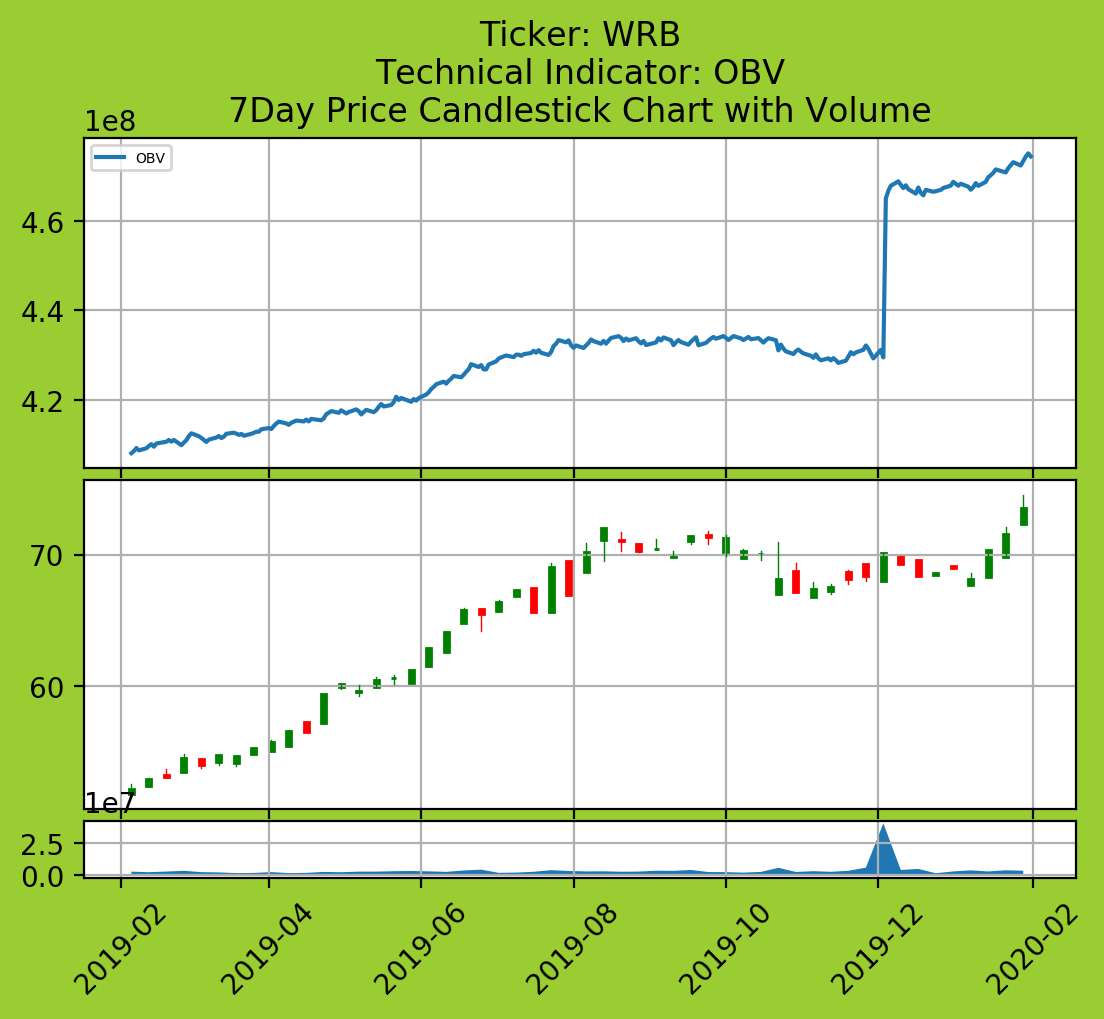 Ticker: WRB
Technical Indicator: OBV
7Day Price Candlestick Chart with Volume
1e8
OBV
4.6
4.4
4.2
70
60
1e7
2.5
0.0
2019-02
2019-04
2019-06
2019-08
2019-10
2019-12
2020-02